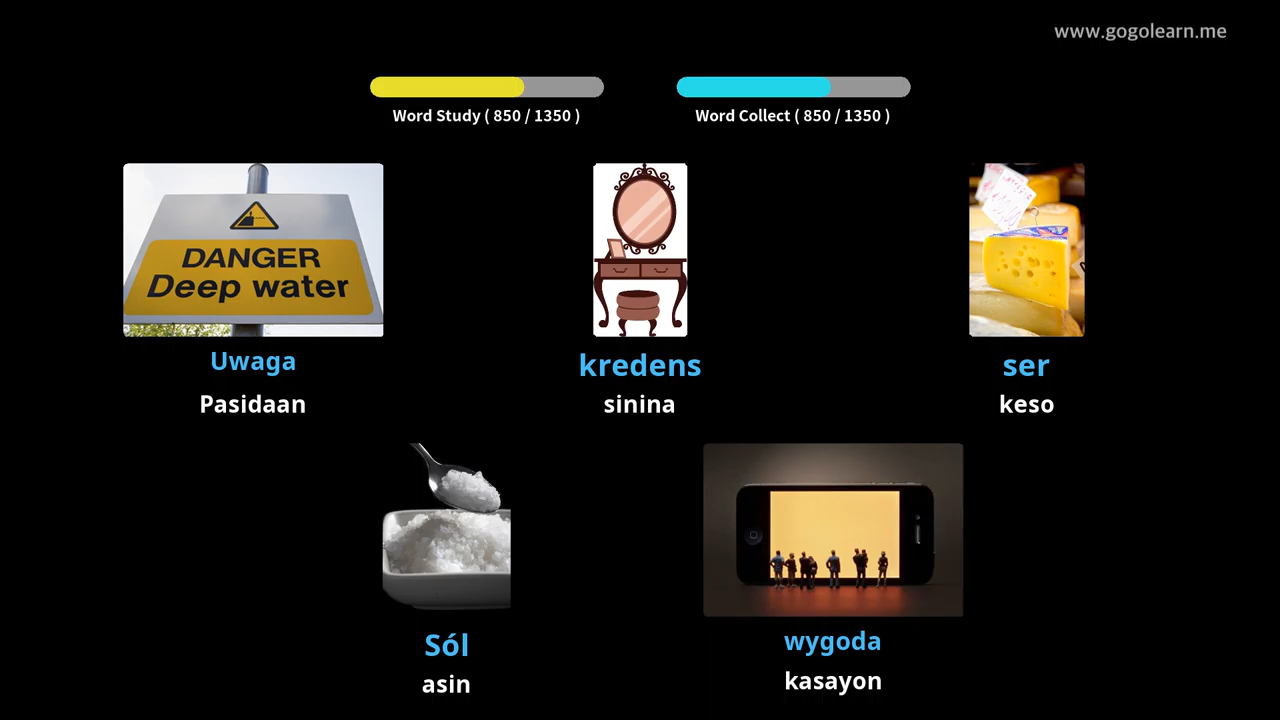 www.gogolearn.me
Word Study ( 850 / 1350 )
Word Collect ( 850 / 1350 )
DANGER
Deep water
Uwaga
Pasidaan
kredens
sinina
ser
keso
Sól
asin
wygoda
kasayon